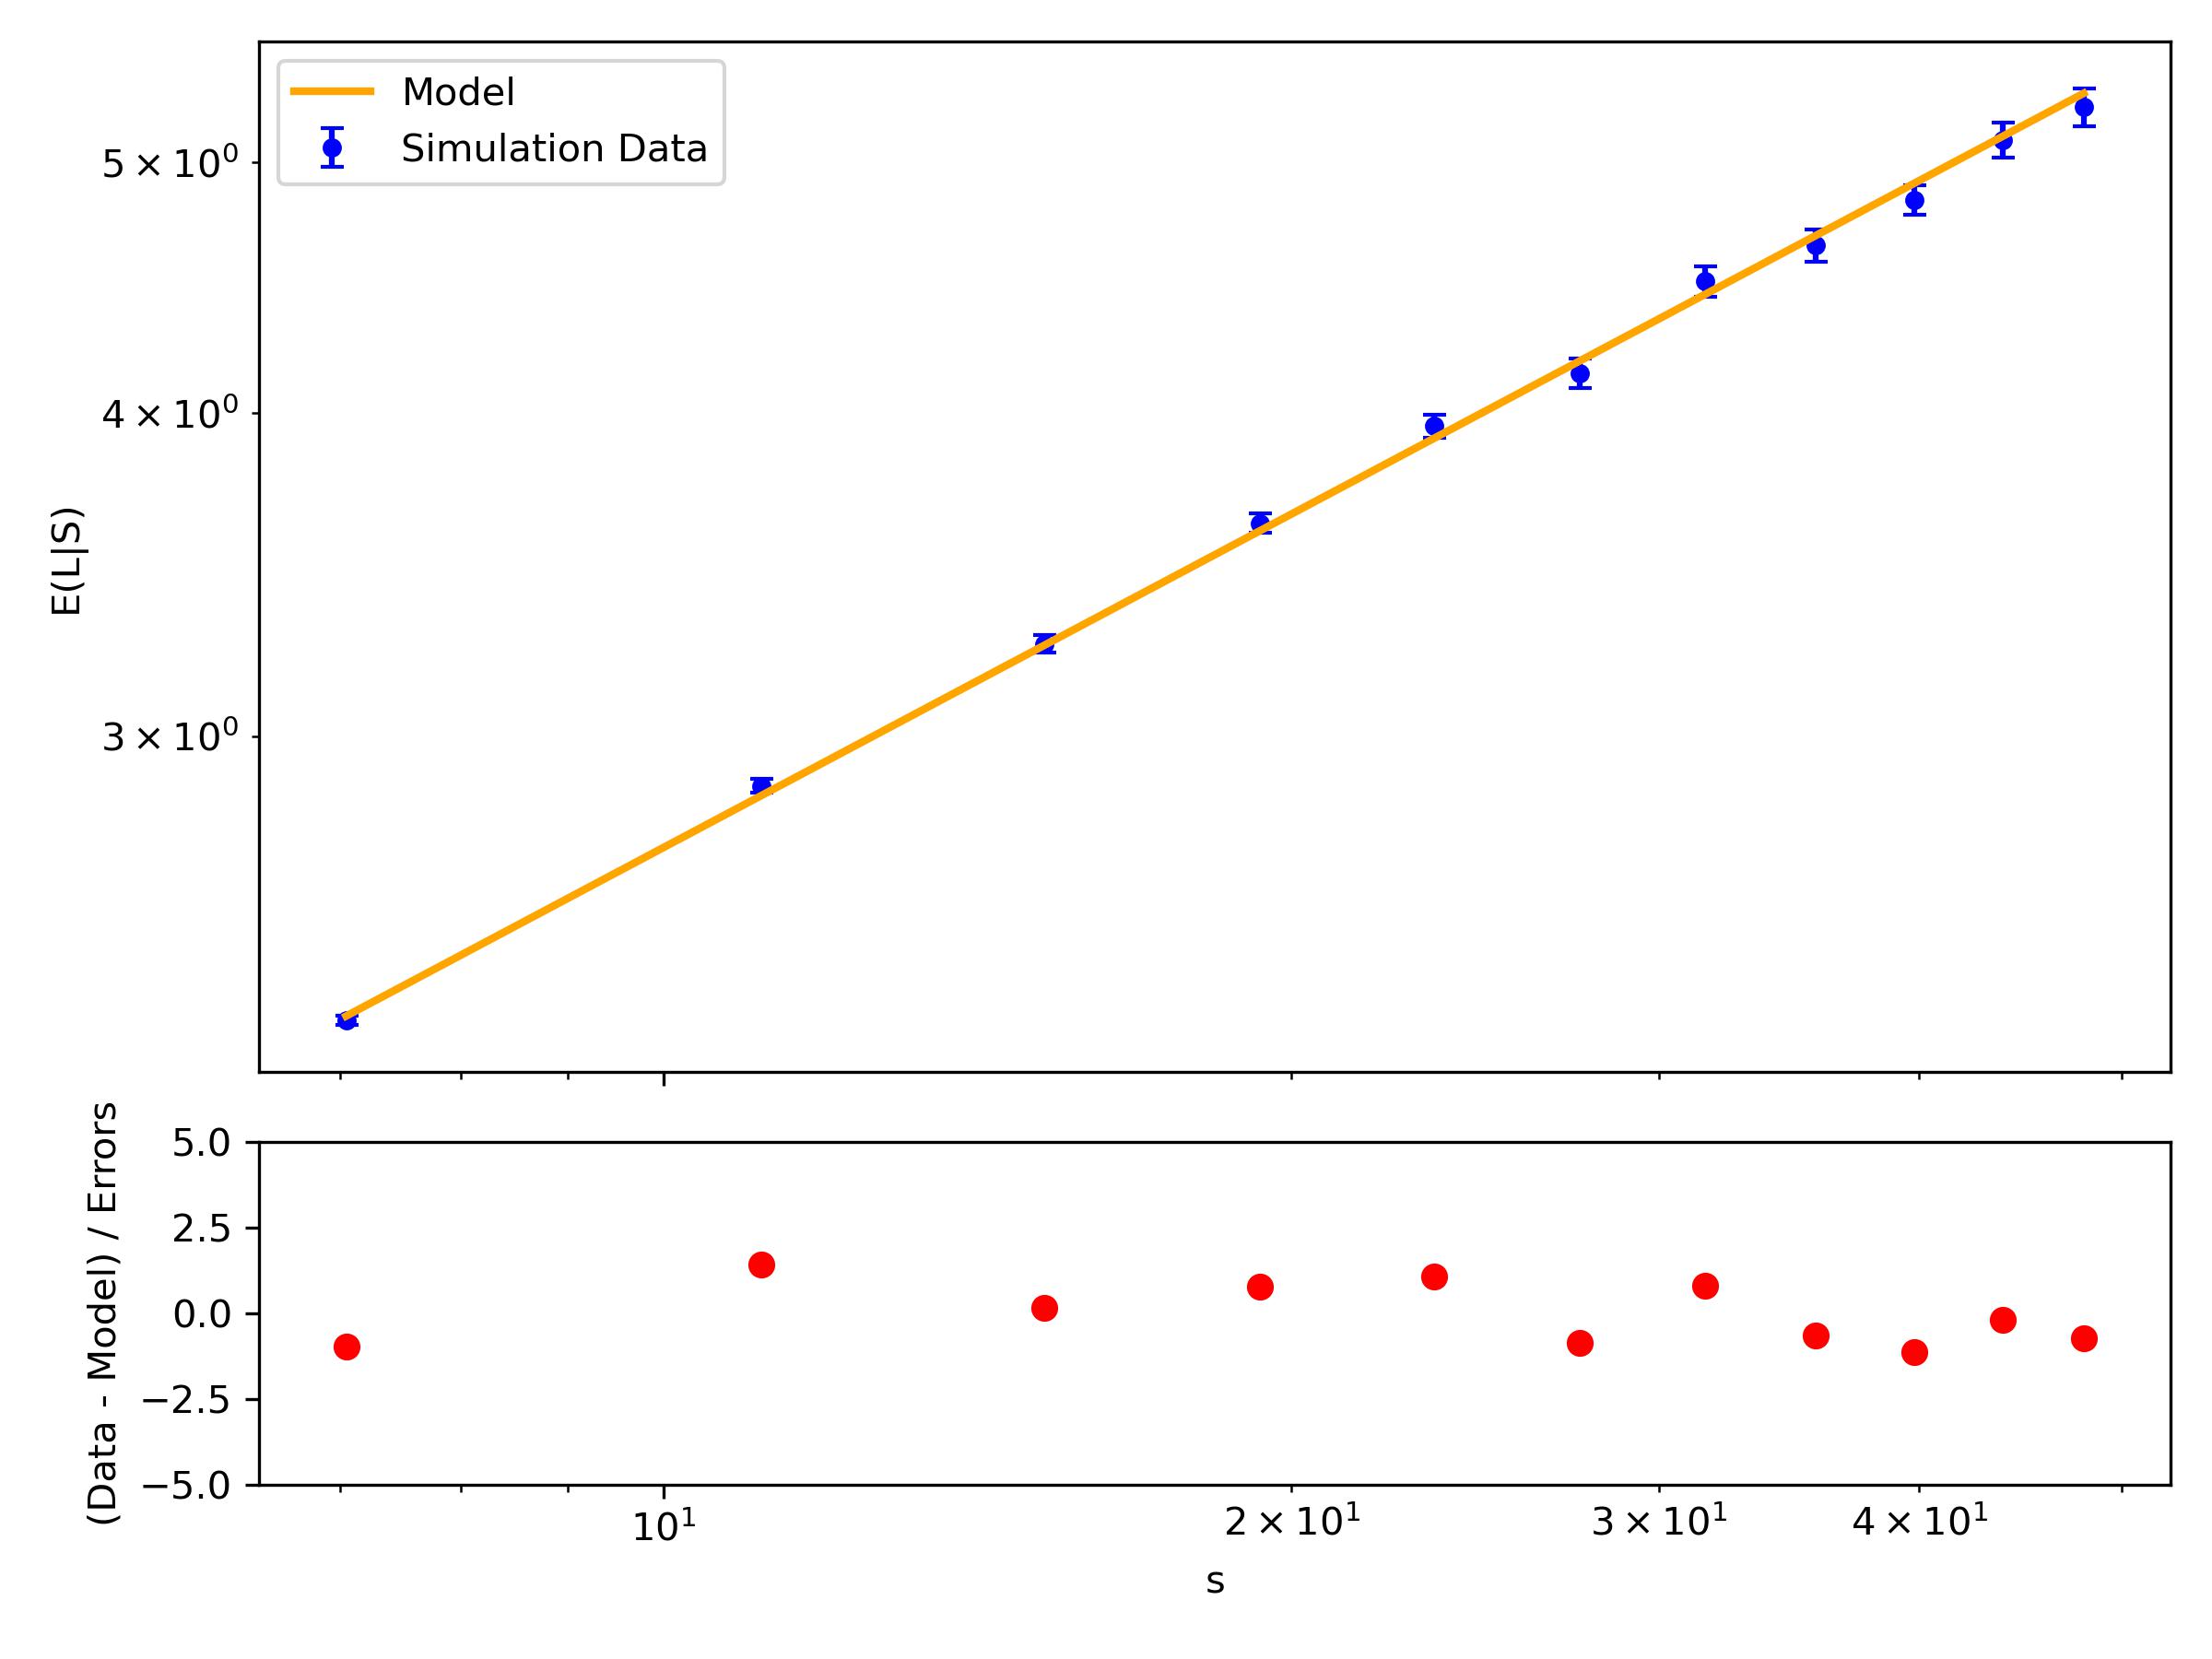 Model
Simulation Data
5 × 10⁰
4 × 10⁰
3 × 10⁰
E(L|S)
5.0
2.5
0.0
−2.5
−5.0
(Data - Model) / Errors
10¹
2 × 10¹
3 × 10¹
4 × 10¹
s